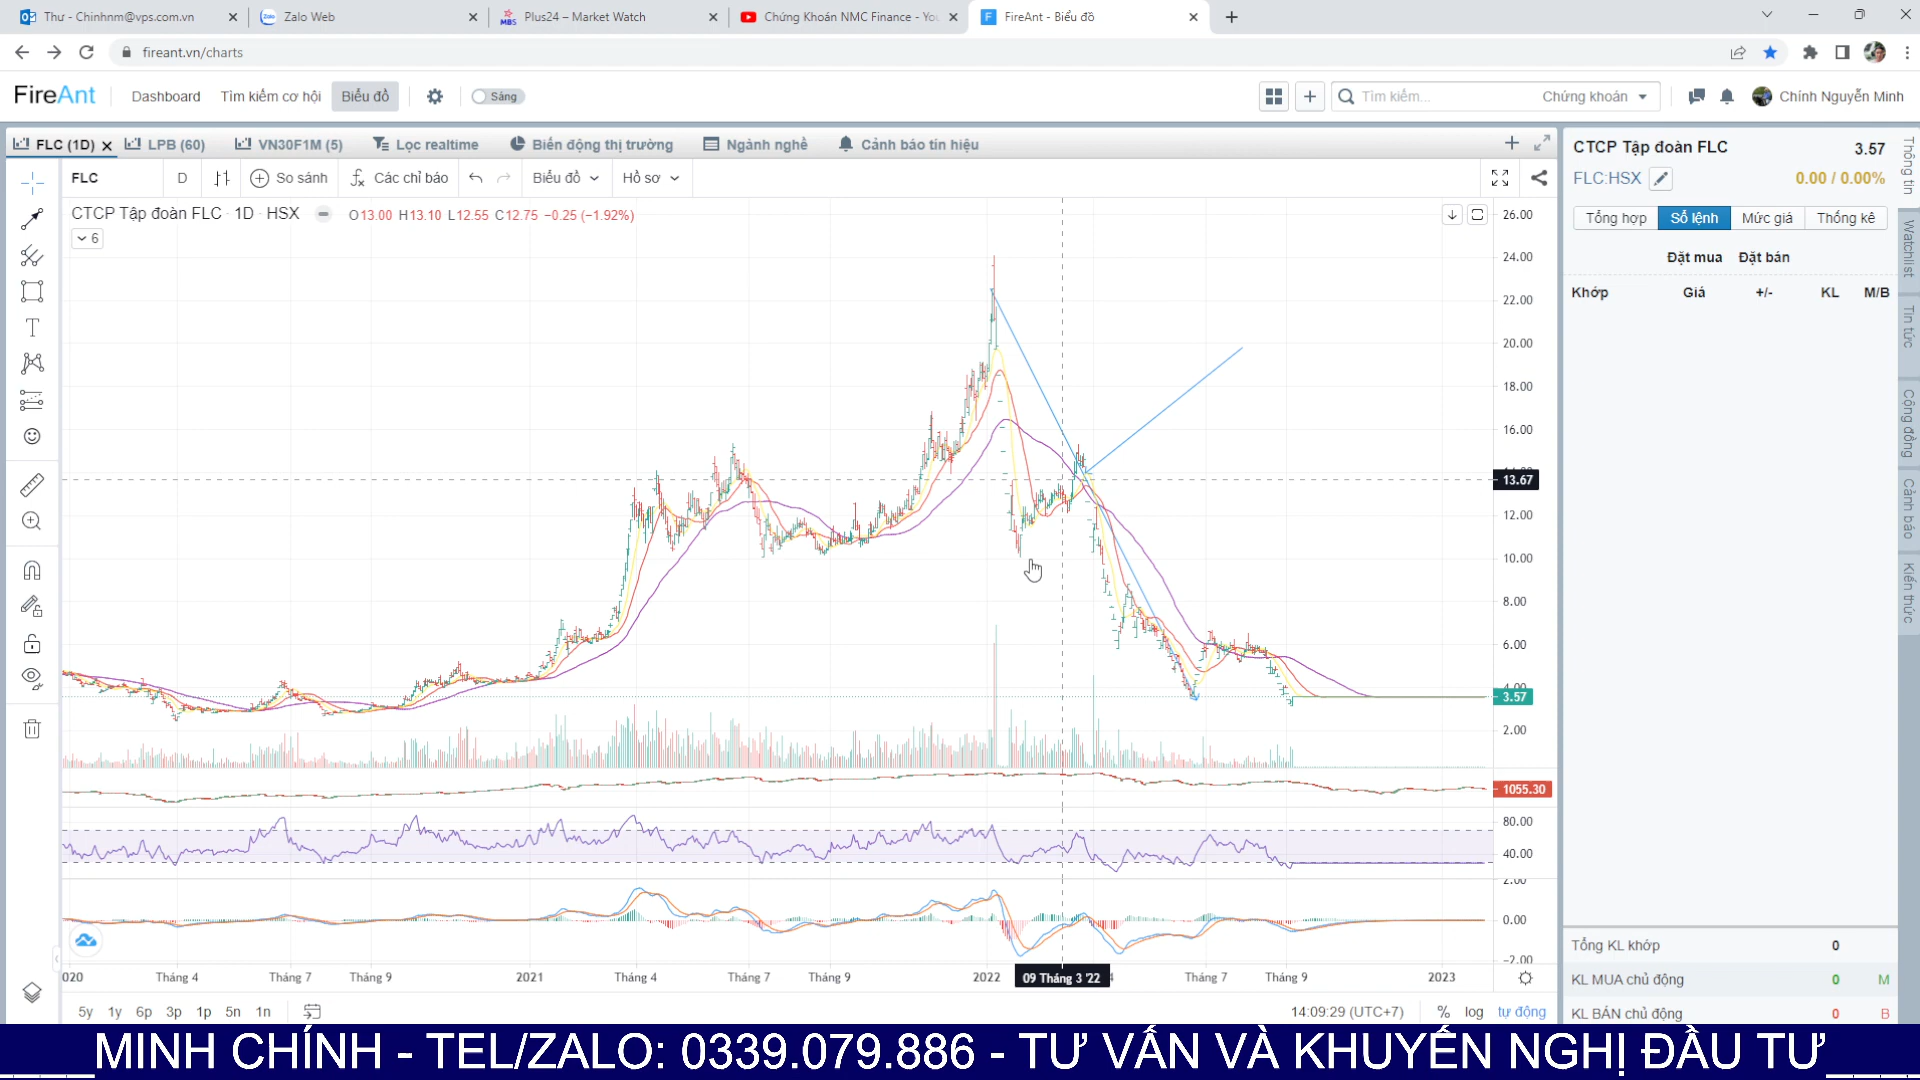 Thư - Chinhnm@vps.com.vn
Zalo Web
Plus24 – Market Watch
Chứng Khoán NMC Finance - You
FireAnt - Biểu đồ
fireant.vn/charts
FireAnt
Dashboard
Tìm kiếm cơ hội
Biểu đồ
Sáng
Tìm kiếm...
Chứng khoán
Chính Nguyễn Minh
FLC (1D)
LPB (60)
VN30F1M (5)
Lọc realtime
Biến động thị trường
Ngành nghề
Cảnh báo tín hiệu
FLC
D
So sánh
Các chỉ báo
Biểu đồ
Hồ sơ
CTCP Tập đoàn FLC · 1D · HSX
O13.00 H13.10 L12.55 C12.75 −0.25 (−1.92%)
6
26.00
24.00
22.00
20.00
18.00
16.00
13.67
12.00
10.00
8.00
6.00
4.00
3.57
2.00
1055.30
80.00
40.00
2.00
0.00
−2.00
020
Tháng 4
Tháng 7
Tháng 9
2021
Tháng 4
Tháng 7
Tháng 9
2022
09 Tháng 3 '22
Tháng 7
Tháng 9
2023
5y
1y
6p
3p
1p
5n
1n
14:09:29 (UTC+7)
%
log
tự động
CTCP Tập đoàn FLC
3.57
FLC:HSX
0.00 / 0.00%
Tổng hợp
Sổ lệnh
Mức giá
Thống kê
Đặt mua
Đặt bán
Khớp
Giá
+/-
KL
M/B
Tổng KL khớp
0
KL MUA chủ động
0
M
KL BÁN chủ động
0
B
Thông tin
Watchlist
Tin tức
Cộng đồng
Cảnh báo
Kiến thức
____MINH CHÍNH - TEL/ZALO: 0339.079.886 - TƯ VẤN VÀ KHUYẾN NGHỊ ĐẦU TƯ____